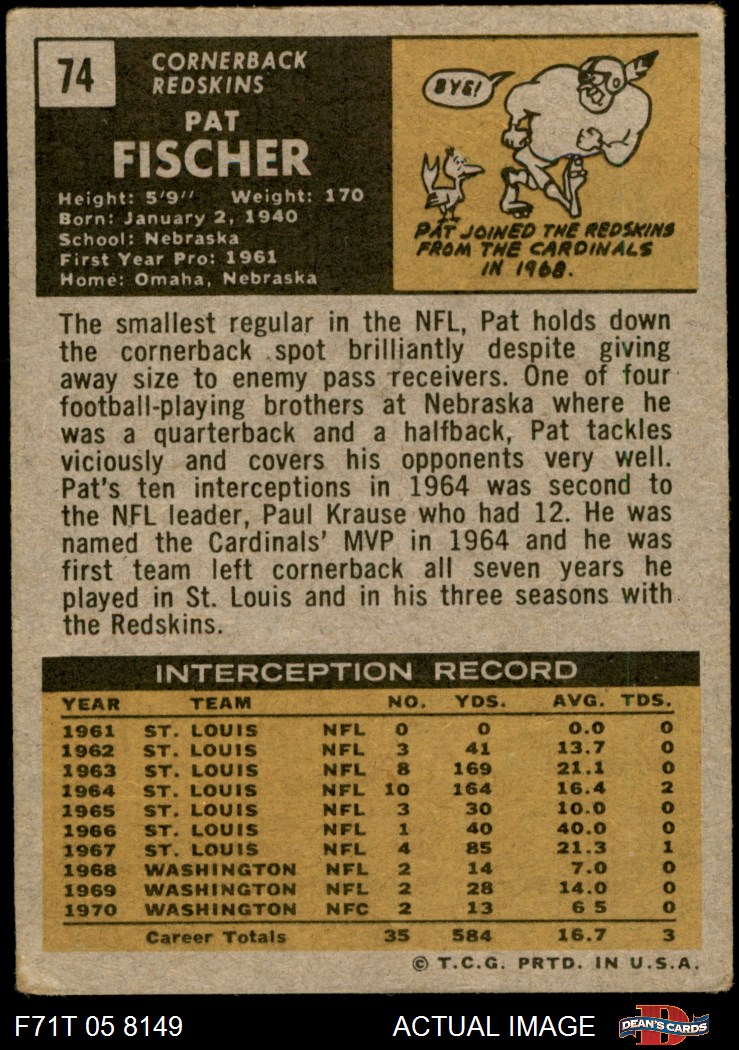 74
CORNERBACK
REDSKINS
PAT
FISCHER
Height: 5'9" Weight: 170
Born: January 2, 1940
School: Nebraska
First Year Pro: 1961
Home: Omaha, Nebraska
BYE!
PAT JOINED THE REDSKINS
FROM THE CARDINALS
IN 1968.
The smallest regular in the NFL, Pat holds down
the cornerback spot brilliantly despite giving
away size to enemy pass receivers. One of four
football-playing brothers at Nebraska where he
was a quarterback and a halfback, Pat tackles
viciously and covers his opponents very well.
Pat's ten interceptions in 1964 was second to
the NFL leader, Paul Krause who had 12. He was
named the Cardinals' MVP in 1964 and he was
first team left cornerback all seven years he
played in St. Louis and in his three seasons with
the Redskins.
INTERCEPTION RECORD
YEAR TEAM NO. YDS. AVG. TDS.
1961 ST. LOUIS NFL 0 0 0.0 0
1962 ST. LOUIS NFL 3 41 13.7 0
1963 ST. LOUIS NFL 8 169 21.1 0
1964 ST. LOUIS NFL 10 164 16.4 2
1965 ST. LOUIS NFL 3 30 10.0 0
1966 ST. LOUIS NFL 1 40 40.0 0
1967 ST. LOUIS NFL 4 85 21.3 1
1968 WASHINGTON NFL 2 14 7.0 0
1969 WASHINGTON NFL 2 28 14.0 0
1970 WASHINGTON NFC 2 13 6 5 0
Career Totals 35 584 16.7 3
© T.C.G. PRTD. IN U.S.A.
F71T 05 8149 ACTUAL IMAGE
D
DEAN'S CARDS